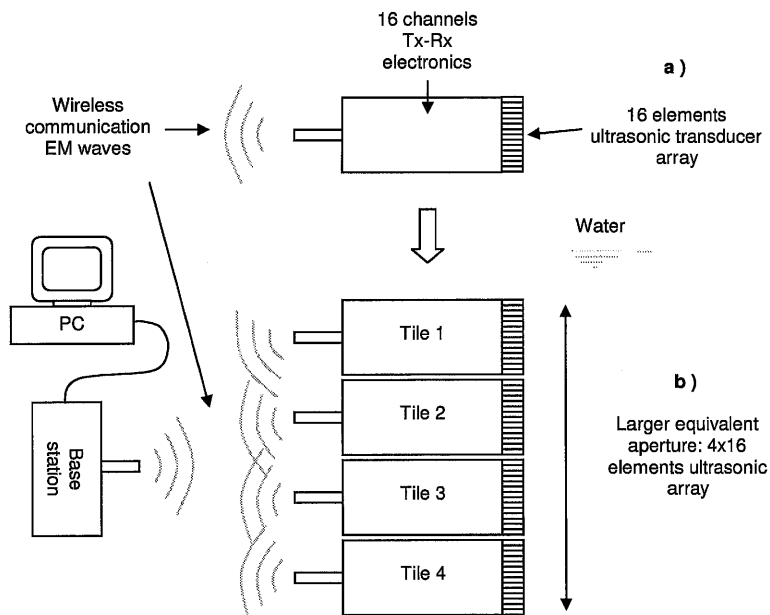 16 channels
Tx-Rx
electronics
a )
Wireless
communication
EM waves
16 elements
ultrasonic transducer
array
Water
PC
Tile 1
Tile 2
Tile 3
Tile 4
b )
Larger equivalent
aperture: 4x16
elements ultrasonic
array
Base
station